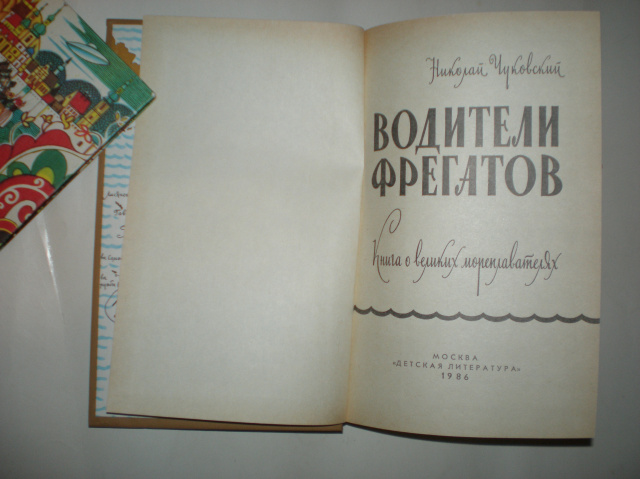 Николай Чуковский
ВОДИТЕЛИ
ФРЕГАТОВ
Книга о великих мореплавателях
МОСКВА
«ДЕТСКАЯ ЛИТЕРАТУРА»
1986